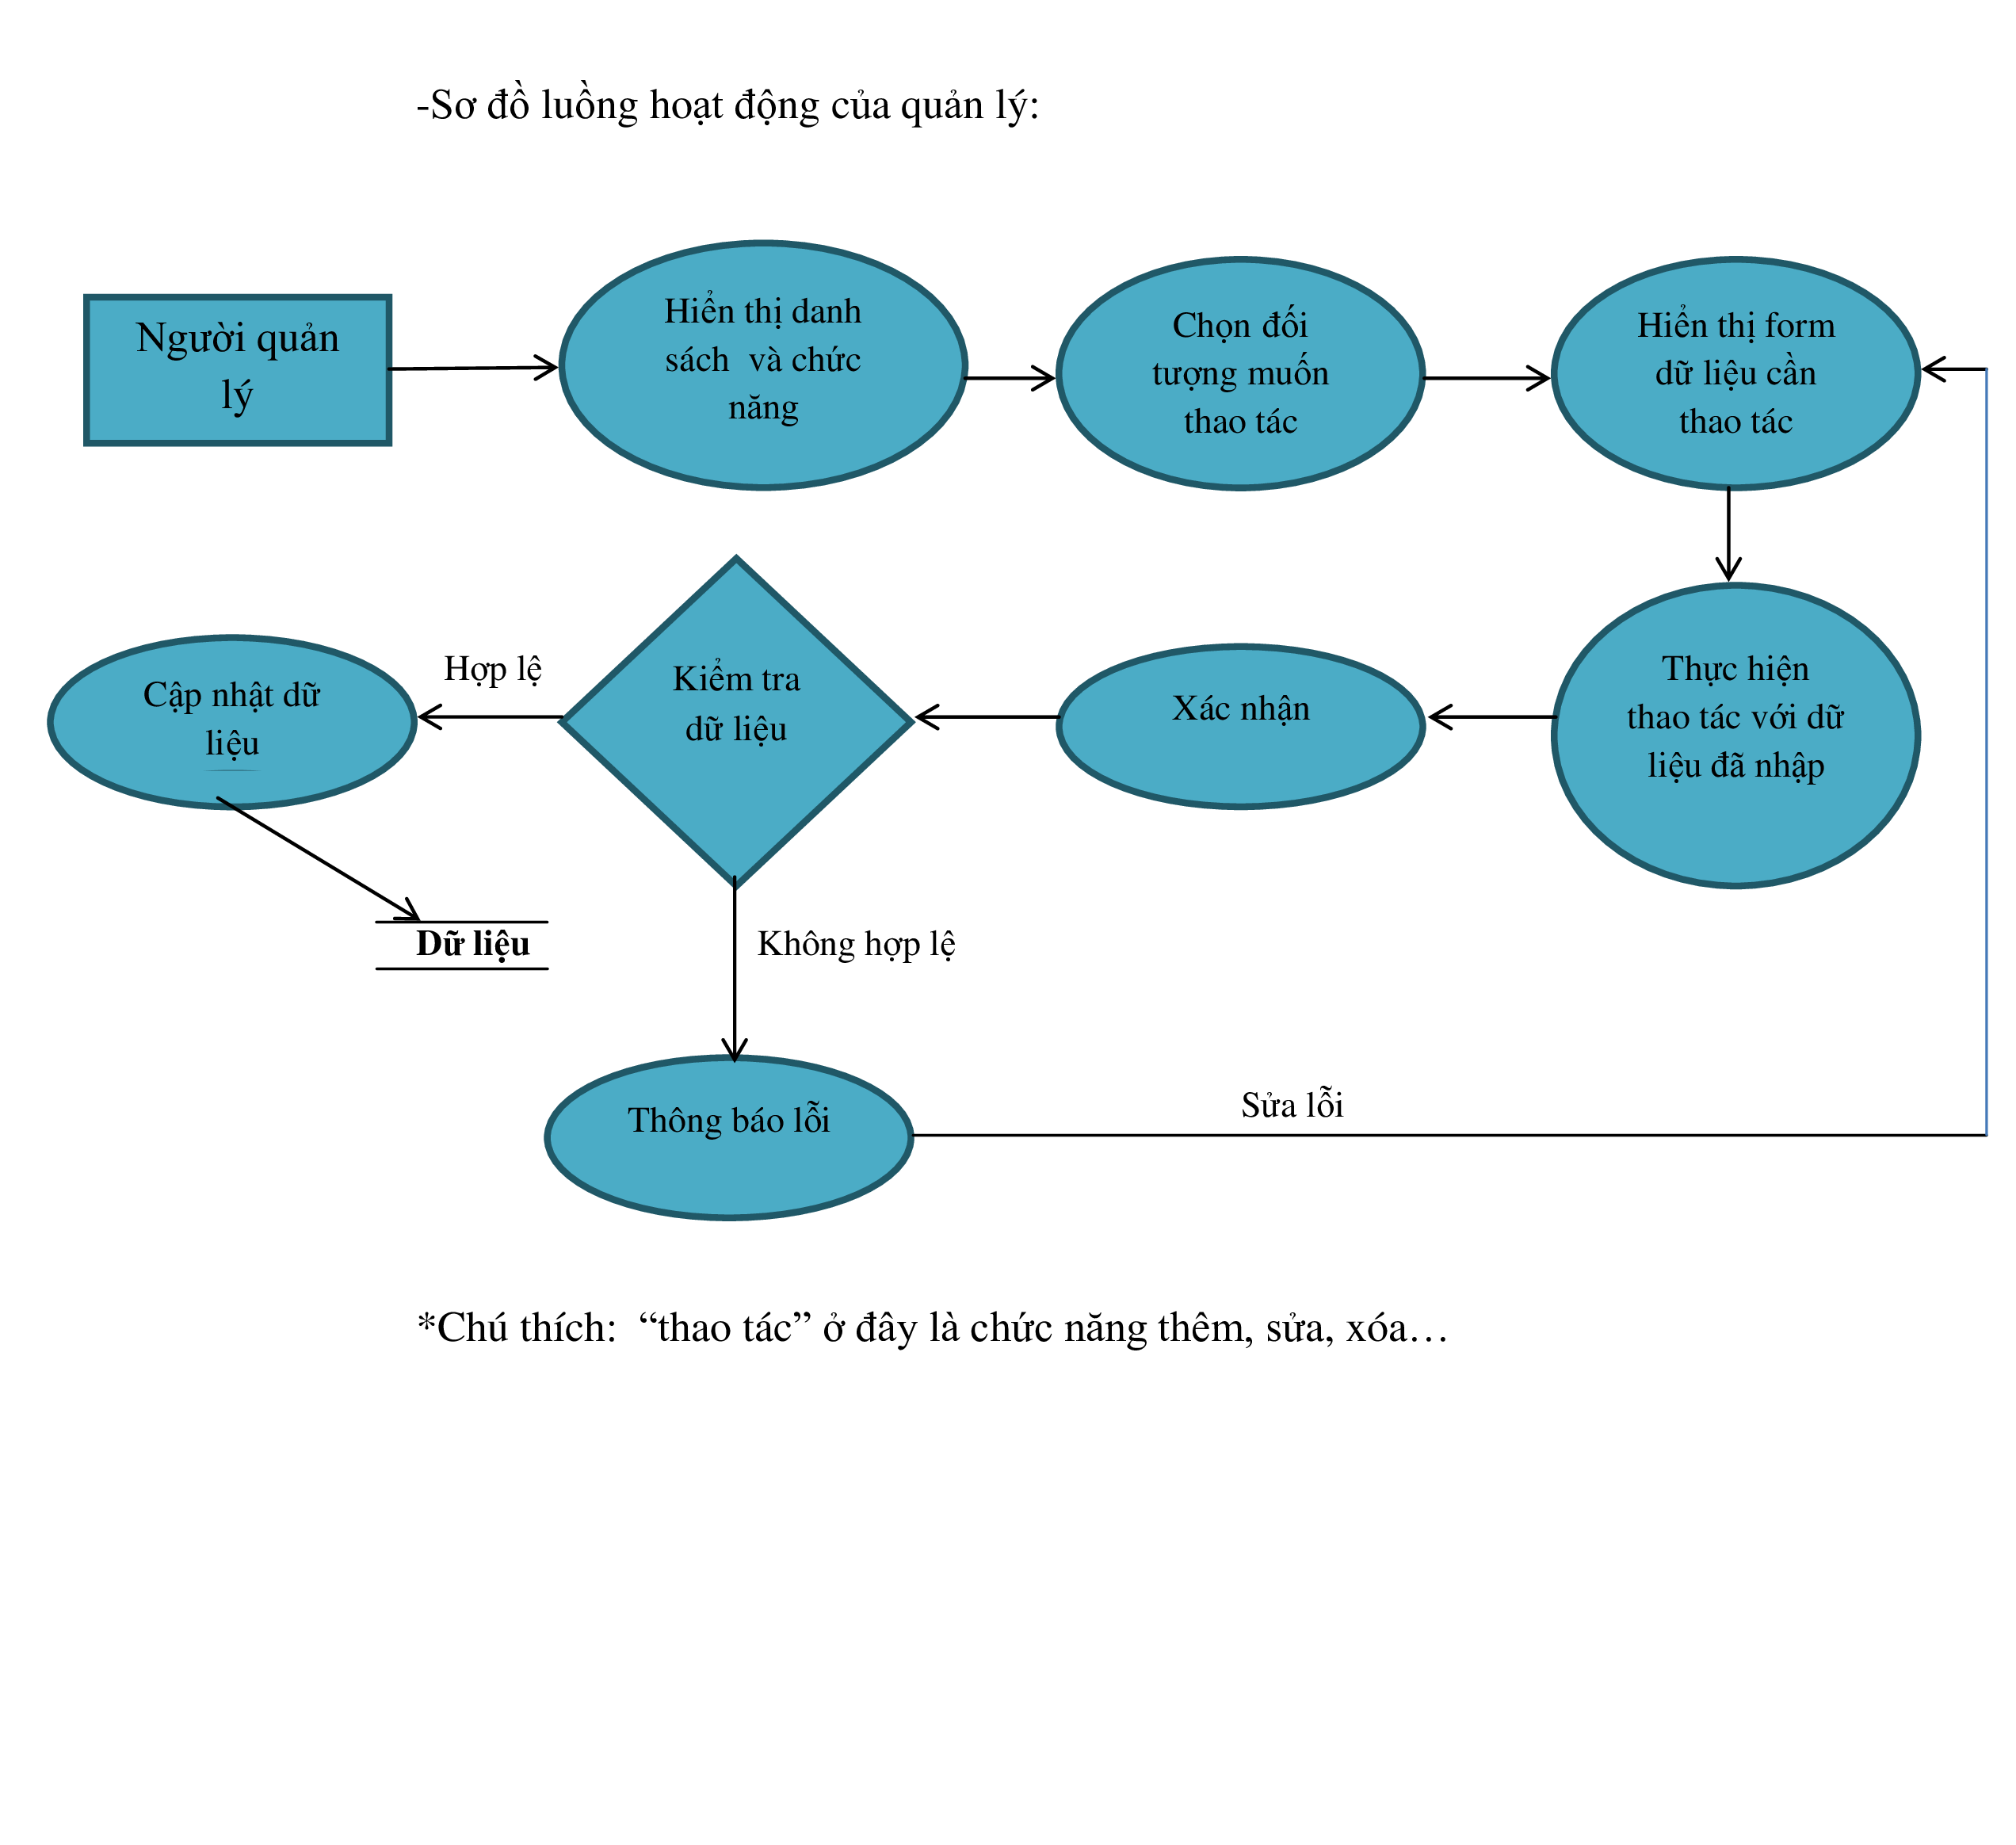 -Sơ đồ luồng hoạt động của quản lý:
Người quản
lý
Hiển thị danh
sách và chức
năng
Chọn đối
tượng muốn
thao tác
Hiển thị form
dữ liệu cần
thao tác
Thực hiện
thao tác với dữ
liệu đã nhập
Xác nhận
Kiểm tra
dữ liệu
Hợp lệ
Cập nhật dữ
liệu
Dữ liệu
Không hợp lệ
Thông báo lỗi
Sửa lỗi
*Chú thích: “thao tác” ở đây là chức năng thêm, sửa, xóa…